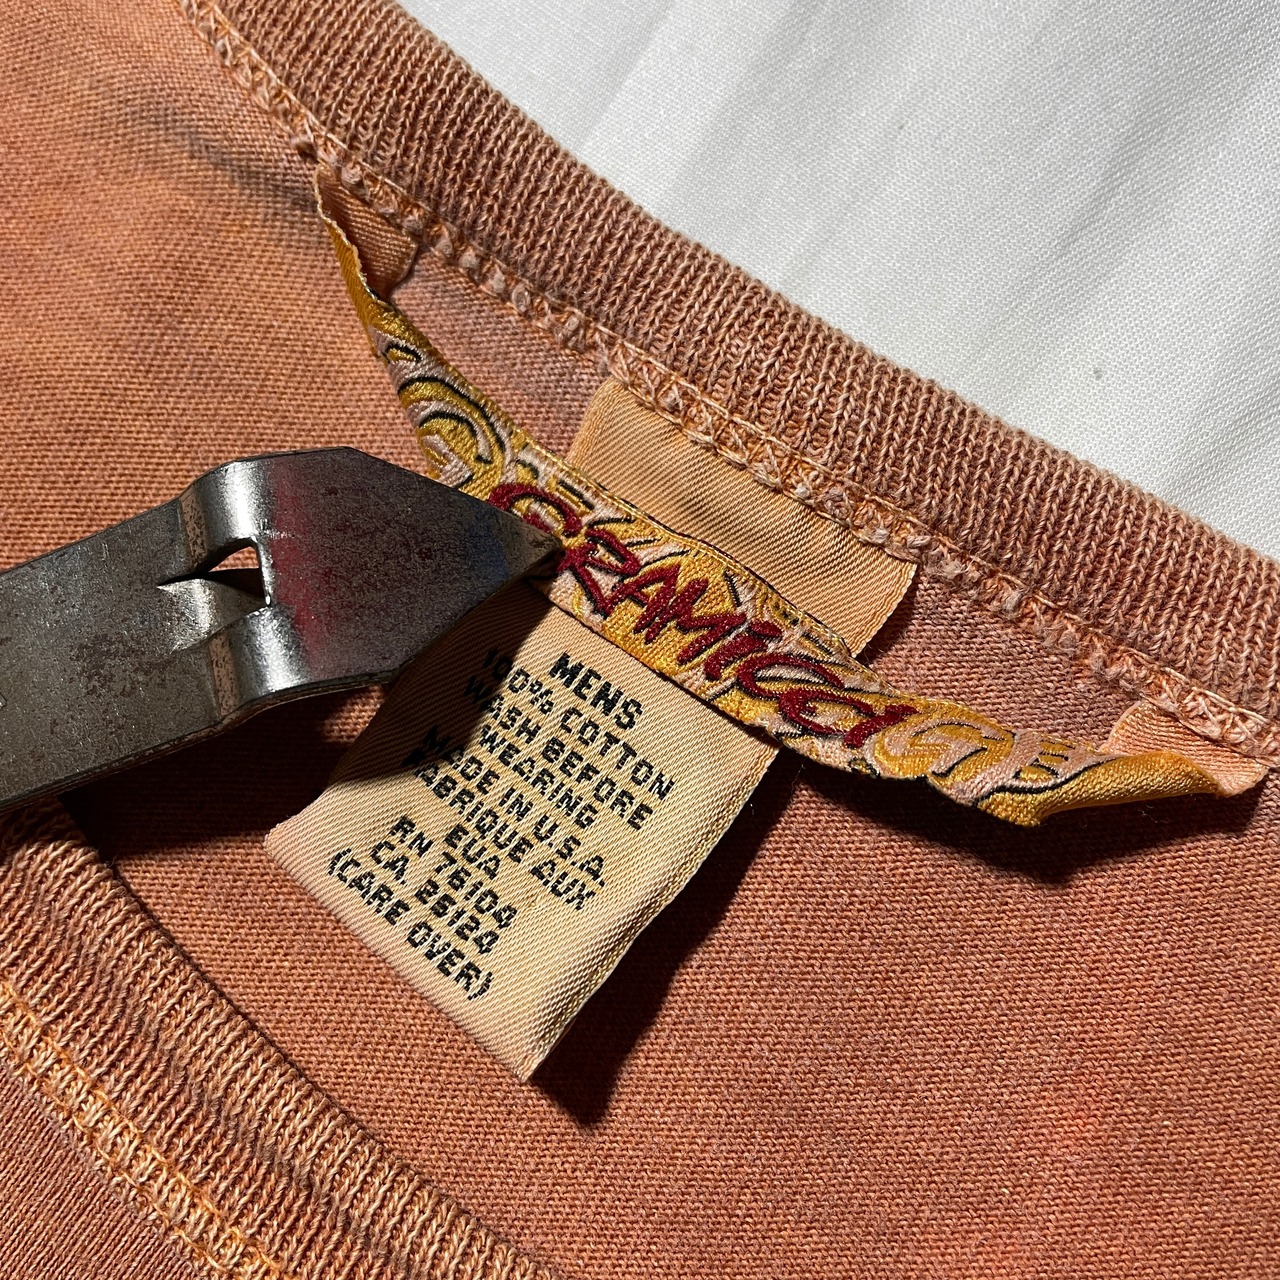 GRAMICCI
MENS
100% COTTON
WASH BEFORE
WEARING
MADE IN U.S.A.
FABRIQUE AUX
EUA
RN 76104
CA 25124
(CARE OVER)